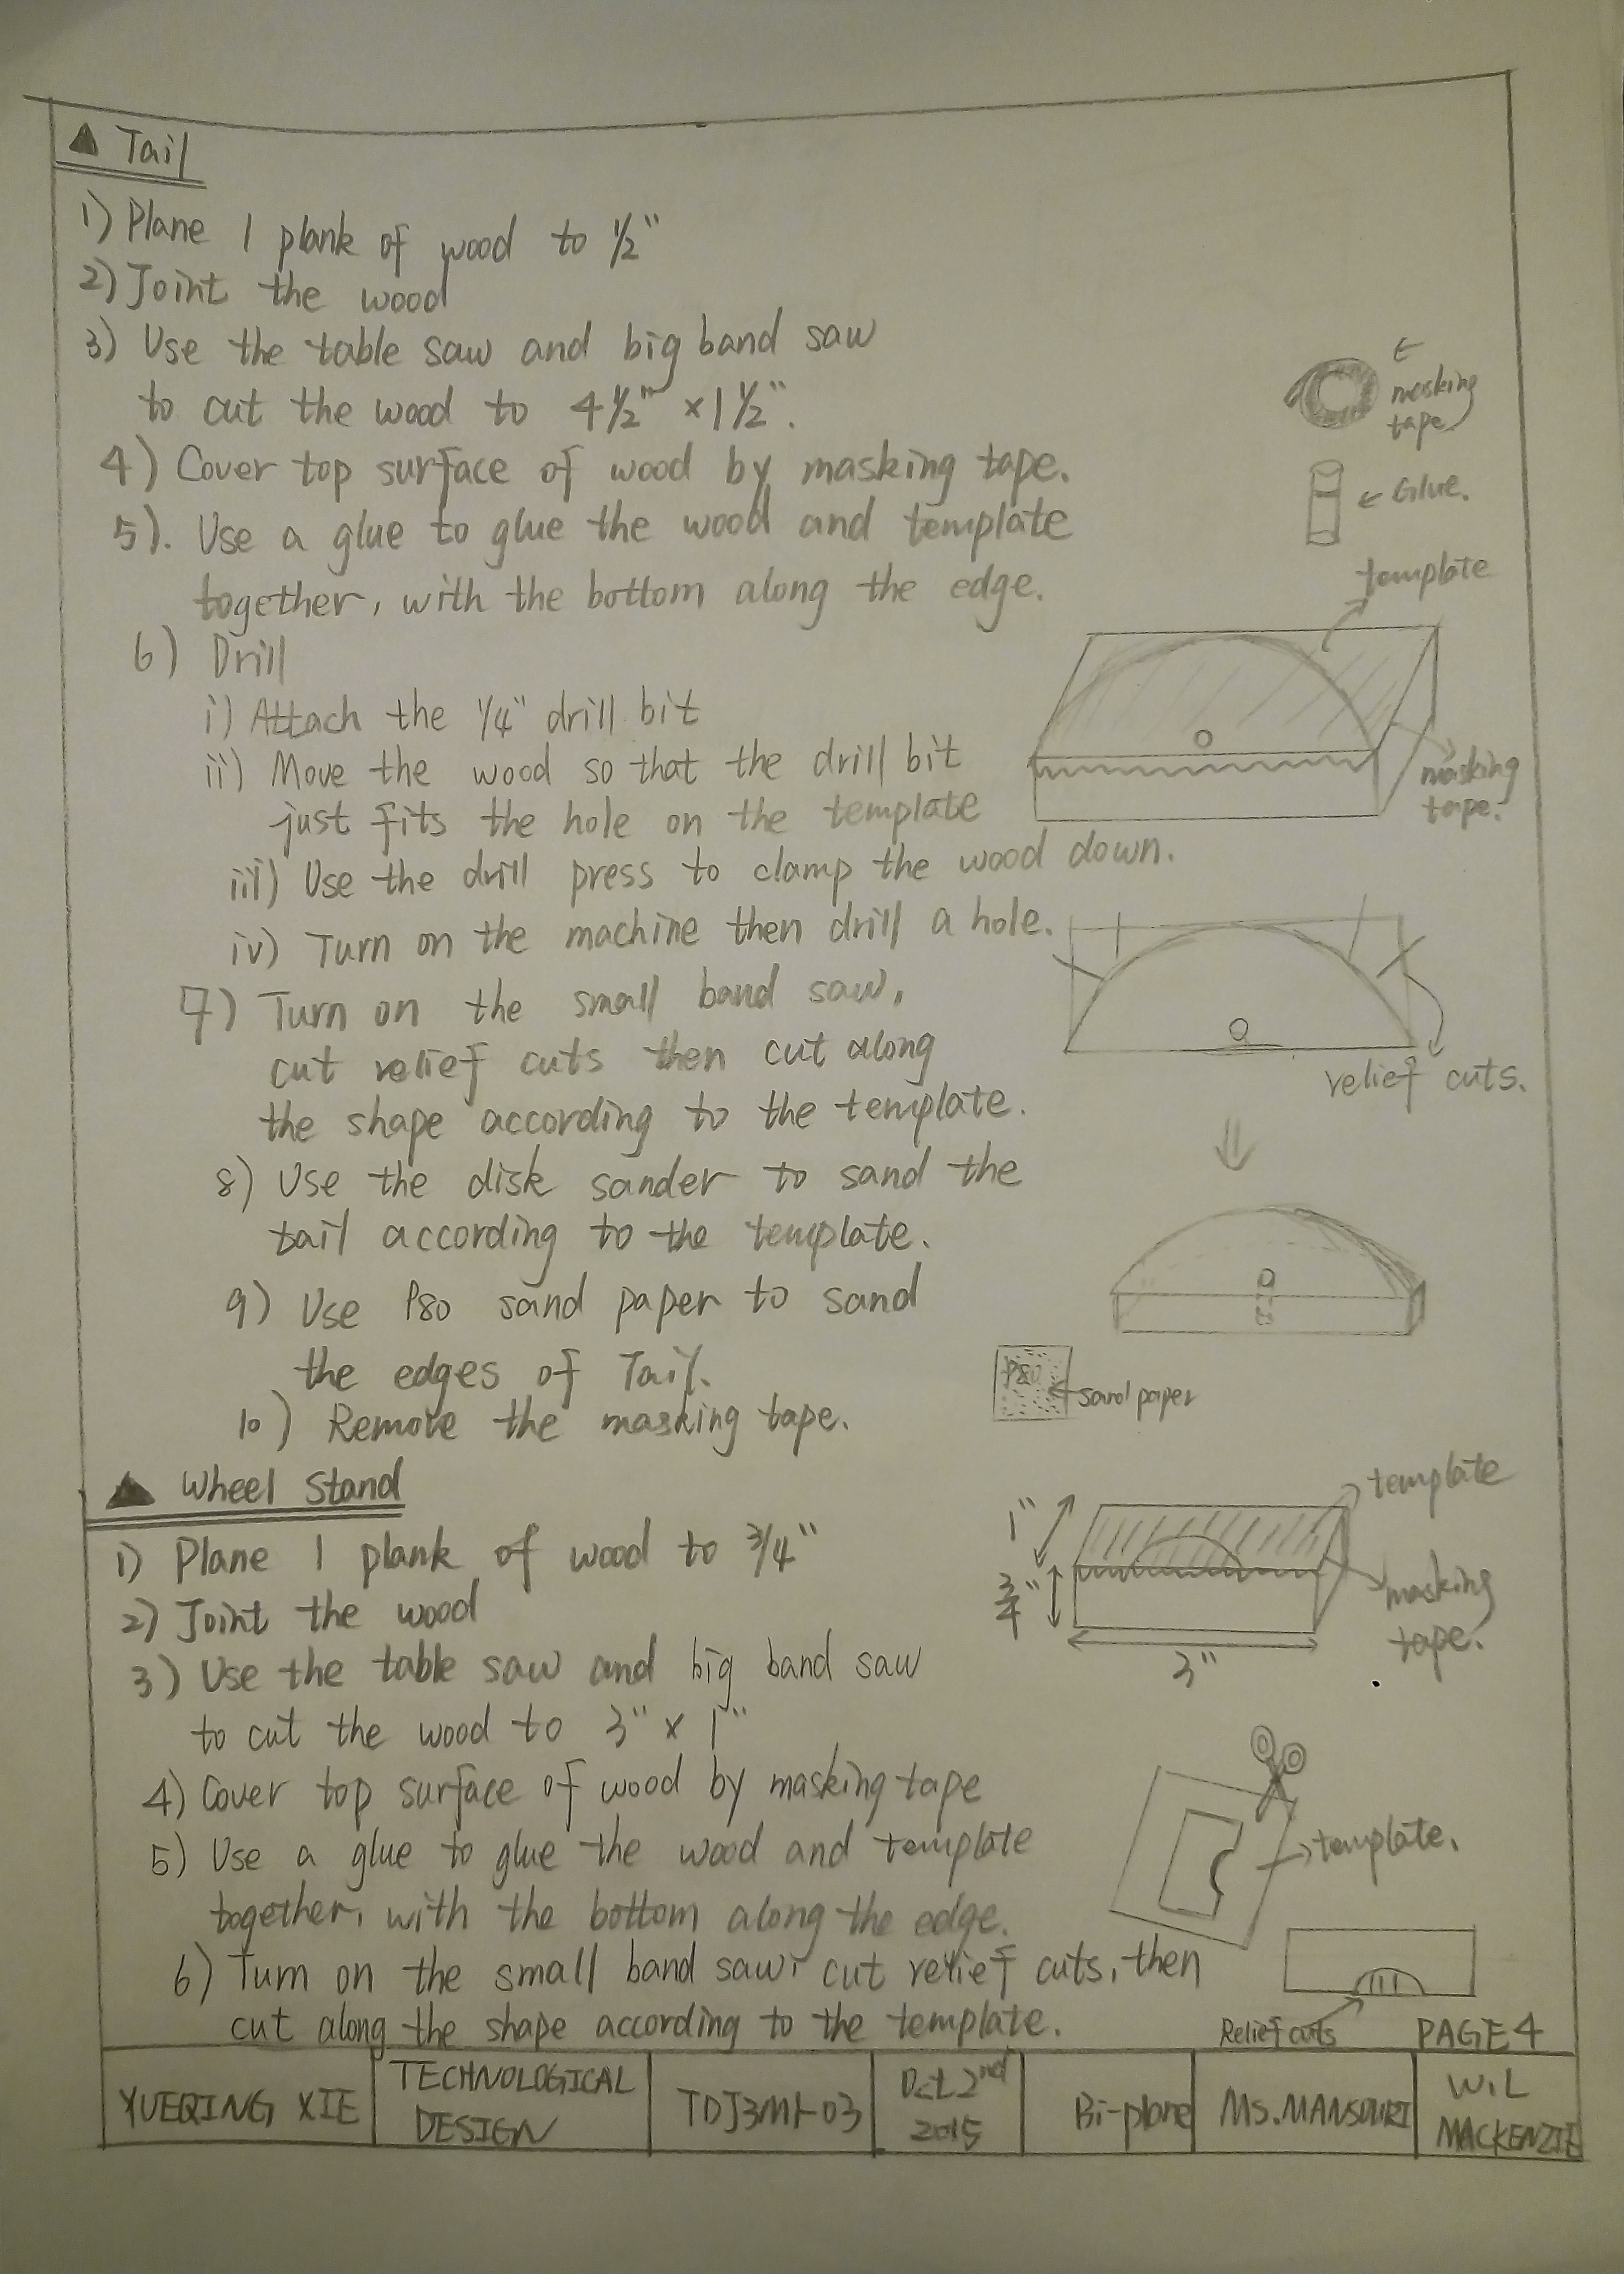 ▲ Tail
1) Plane 1 plank of wood to 1/2"
2) Joint the wood
3) Use the table saw and big band saw
to cut the wood to 4 1/2" × 1 1/2".
4) Cover top surface of wood by masking tape.
5). Use a glue to glue the wood and template
together, with the bottom along the edge.
6) Drill
i) Attach the 1/4" drill bit
ii) Move the wood so that the drill bit
just fits the hole on the template
iii) Use the drill press to clamp the wood down.
iv) Turn on the machine then drill a hole.
7) Turn on the small band saw,
cut relief cuts then cut along
the shape according to the template.
8) Use the disk sander to sand the
tail according to the template.
9) Use P80 sand paper to sand
the edges of Tail.
10) Remove the masking tape.
← masking
tape
← Glue.
template
masking
tape.
relief cuts.
P80
← sand paper
▲ Wheel Stand
1) Plane 1 plank of wood to 3/4"
2) Joint the wood
3) Use the table saw and big band saw
to cut the wood to 3" × 1"
4) Cover top surface of wood by masking tape
5) Use a glue to glue the wood and template
together, with the bottom along the edge.
6) Turn on the small band saw, cut relief cuts, then
cut along the shape according to the template.
template
1"
3/4"
3"
masking
tape.
template.
Relief cuts
PAGE 4
YUEQING XIE
TECHNOLOGICAL
DESIGN
TDJ3M1-03
Oct 2nd
2015
Bi-plane
Ms.MANSOURI
W.L
MACKENZIE